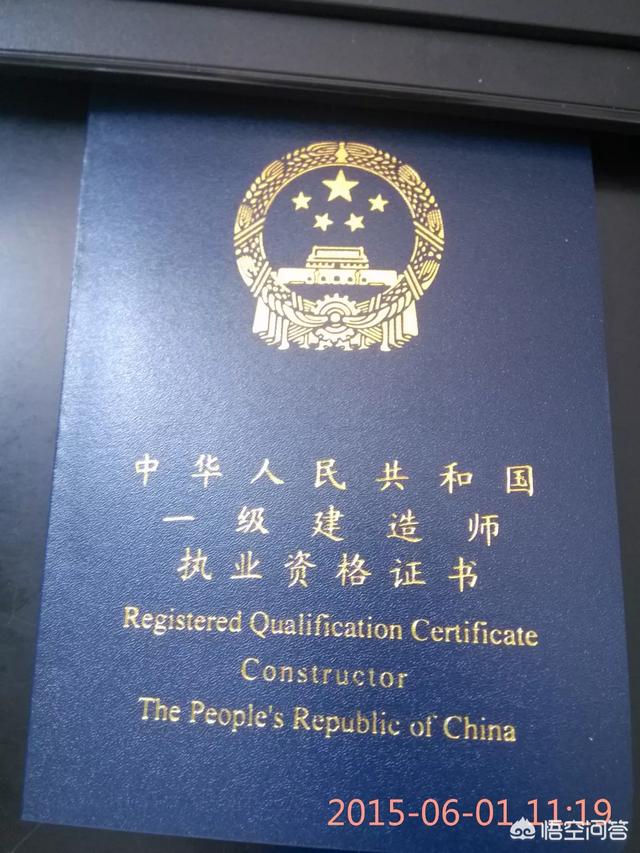 中华人民共和国
一级建造师
执业资格证书
Registered Qualification Certificate
Constructor
The People's Republic of China
2015-06-01 11:19
悟空问答